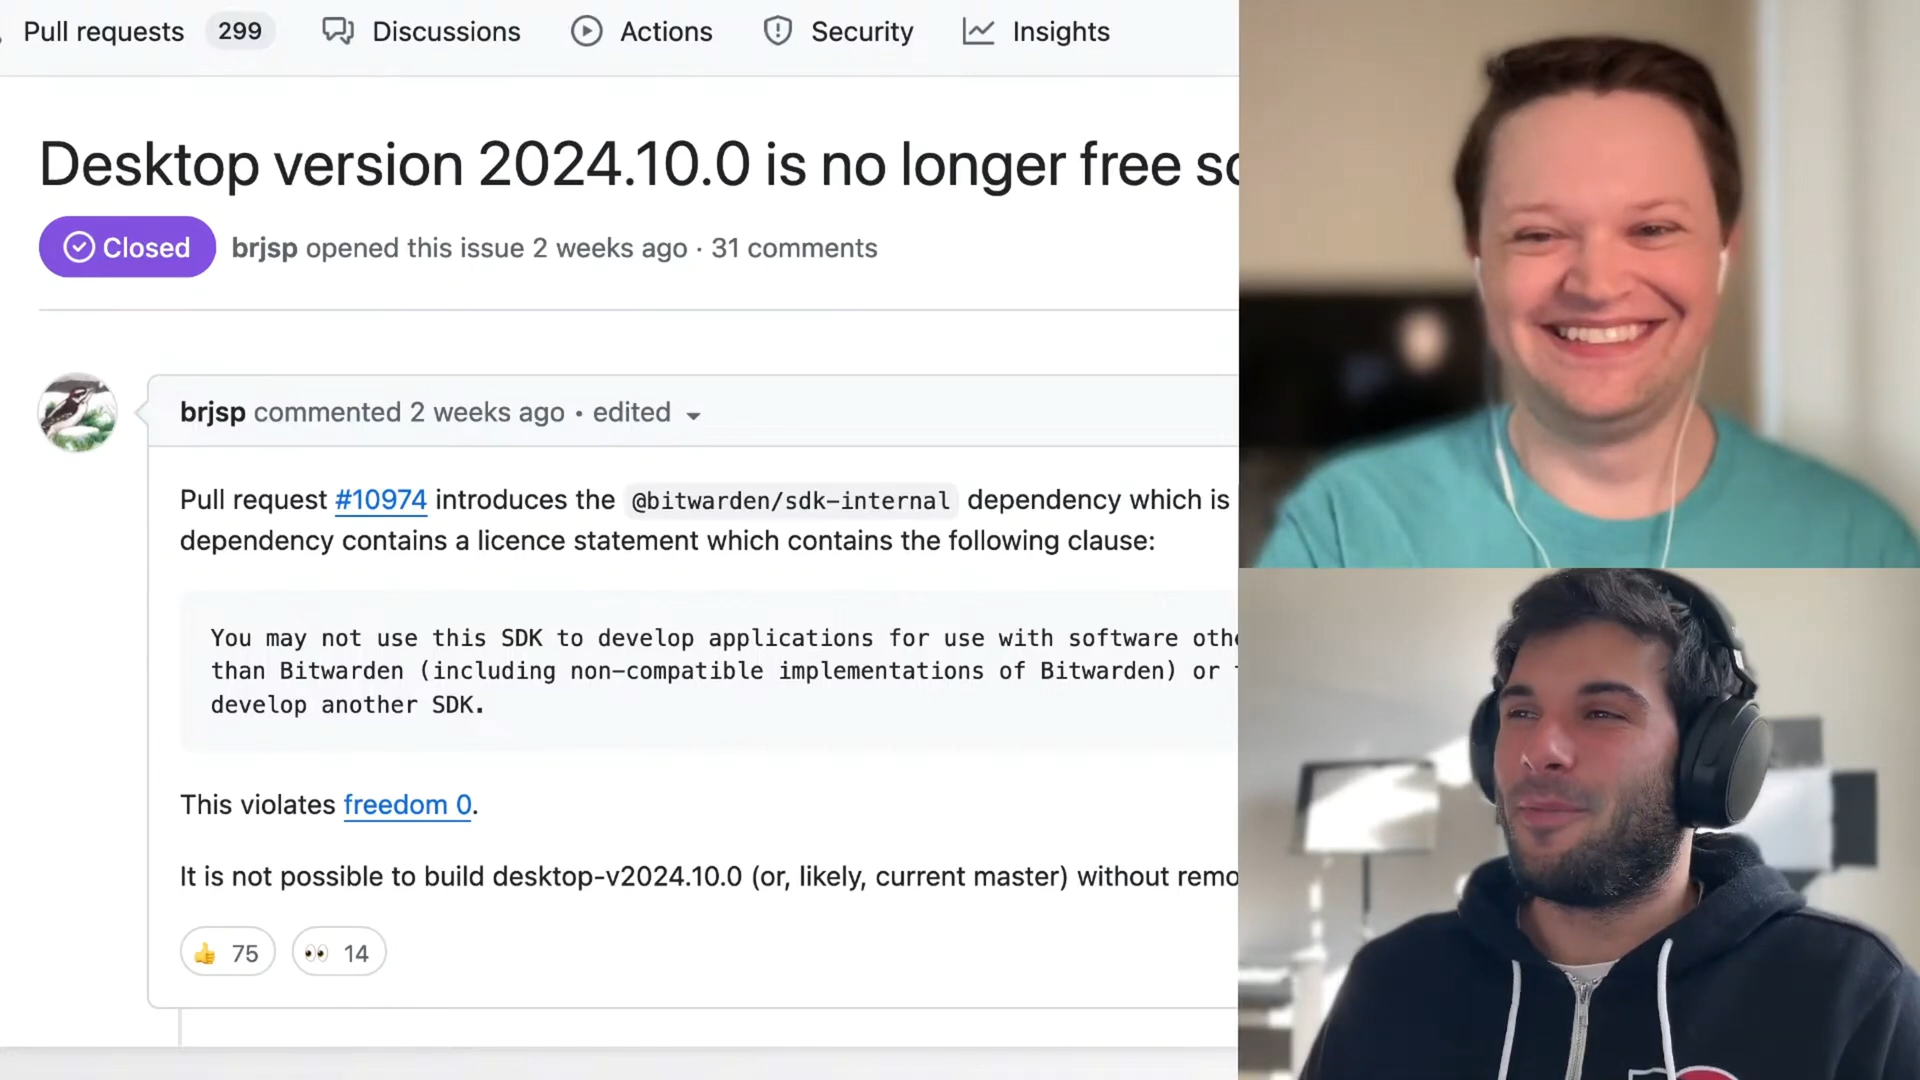 Pull requests 299 Discussions Actions Security Insights
Desktop version 2024.10.0 is no longer free
Closed brjsp opened this issue 2 weeks ago · 31 comments
brjsp commented 2 weeks ago • edited
Pull request #10974 introduces the @bitwarden/sdk-internal dependency which is
dependency contains a licence statement which contains the following clause:
You may not use this SDK to develop applications for use with software
than Bitwarden (including non-compatible implementations of Bitwarden) or
develop another SDK.
This violates freedom 0.
It is not possible to build desktop-v2024.10.0 (or, likely, current master) without
👍 75 👀 14